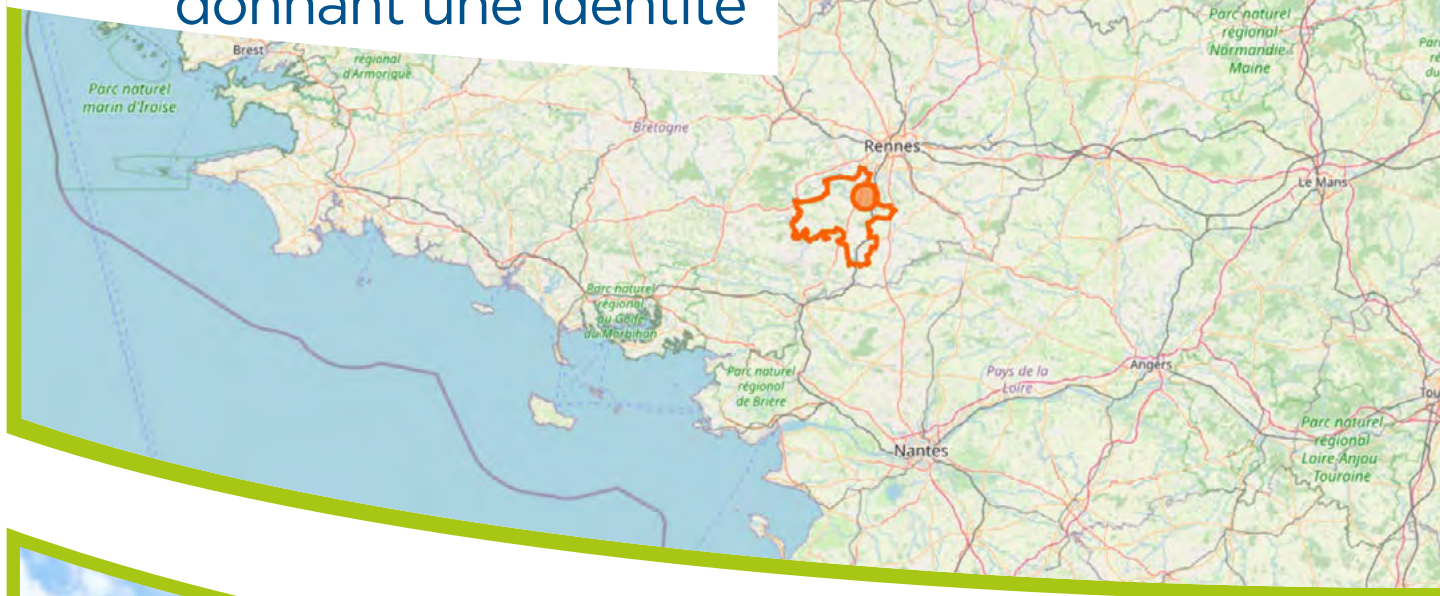 donnant une identité
Brest
régional
d'Armorique
Parc naturel
marin d'Iroise
Bretagne
Rennes
Parc naturel
régional
Normandie-
Maine
Le Mans
Parc naturel
régional
du Golfe
du Morbihan
Parc naturel
régional
de Brière
Pays de la
Loire
Angers
Nantes
Parc naturel
régional
Loire-Anjou-
Touraine